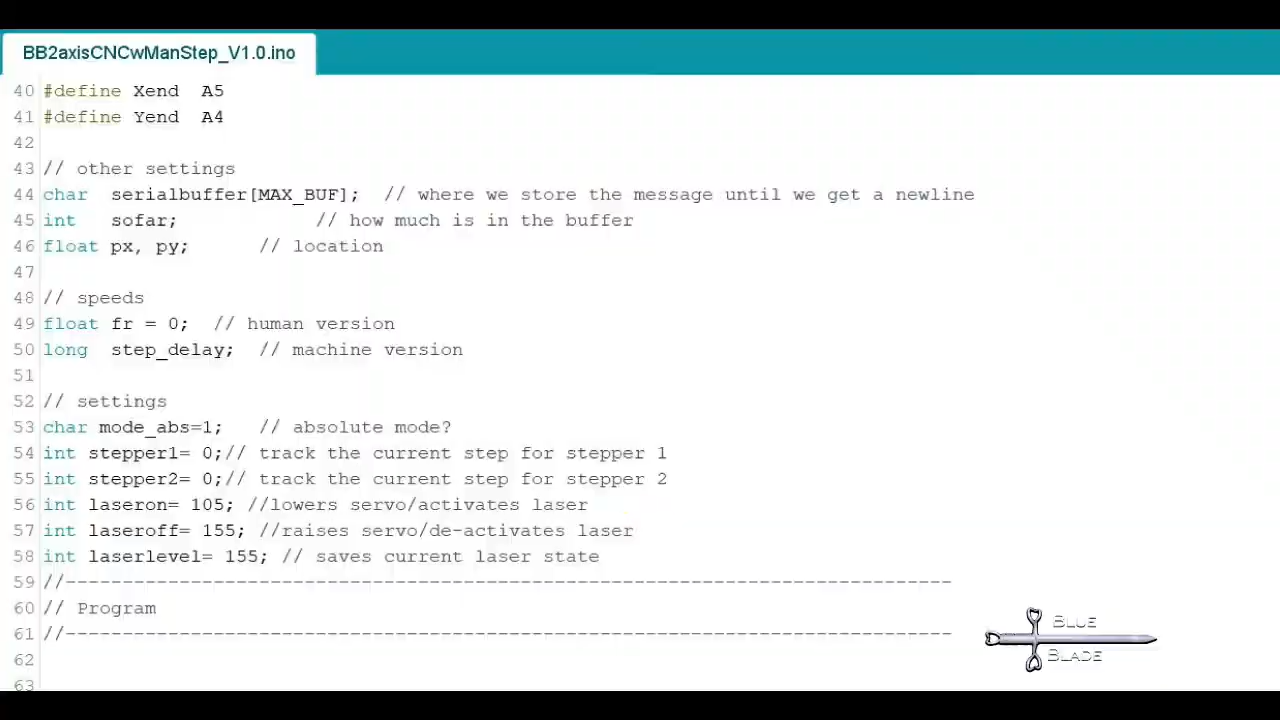 BB2axisCNCwManStep_V1.0.ino
40 #define Xend  A5
41 #define Yend  A4
42
43 // other settings
44 char  serialbuffer[MAX_BUF];  // where we store the message until we get a newline
45 int   sofar;            // how much is in the buffer
46 float px, py;      // location
47
48 // speeds
49 float fr = 0;  // human version
50 long  step_delay;  // machine version
51
52 // settings
53 char mode_abs=1;   // absolute mode?
54 int stepper1= 0;// track the current step for stepper 1
55 int stepper2= 0;// track the current step for stepper 2
56 int laseron= 105; //lowers servo/activates laser
57 int laseroff= 155; //raises servo/de-activates laser
58 int laserlevel= 155; // saves current laser state
59 //------------------------------------------------------------------------------
60 // Program
61 //------------------------------------------------------------------------------
62
63
BLUE
BLADE